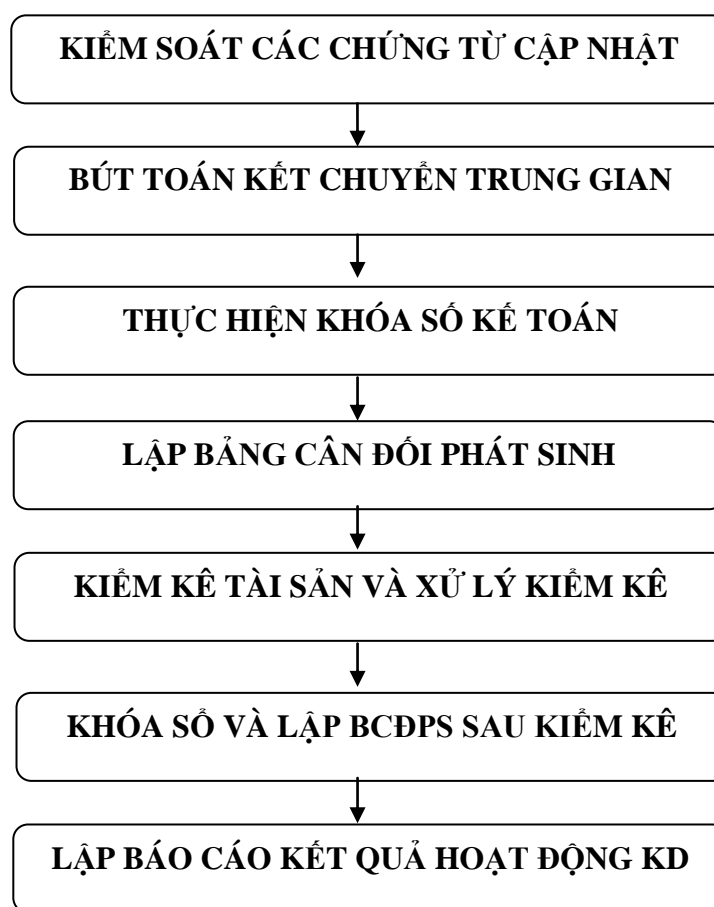 KIỂM SOÁT CÁC CHỨNG TỪ CẬP NHẬT
BÚT TOÁN KẾT CHUYỂN TRUNG GIAN
THỰC HIỆN KHÓA SỐ KẾ TOÁN
LẬP BẢNG CÂN ĐỐI PHÁT SINH
KIỂM KÊ TÀI SẢN VÀ XỬ LÝ KIỂM KÊ
KHÓA SỔ VÀ LẬP BCĐPS SAU KIỂM KÊ
LẬP BÁO CÁO KẾT QUẢ HOẠT ĐỘNG KD